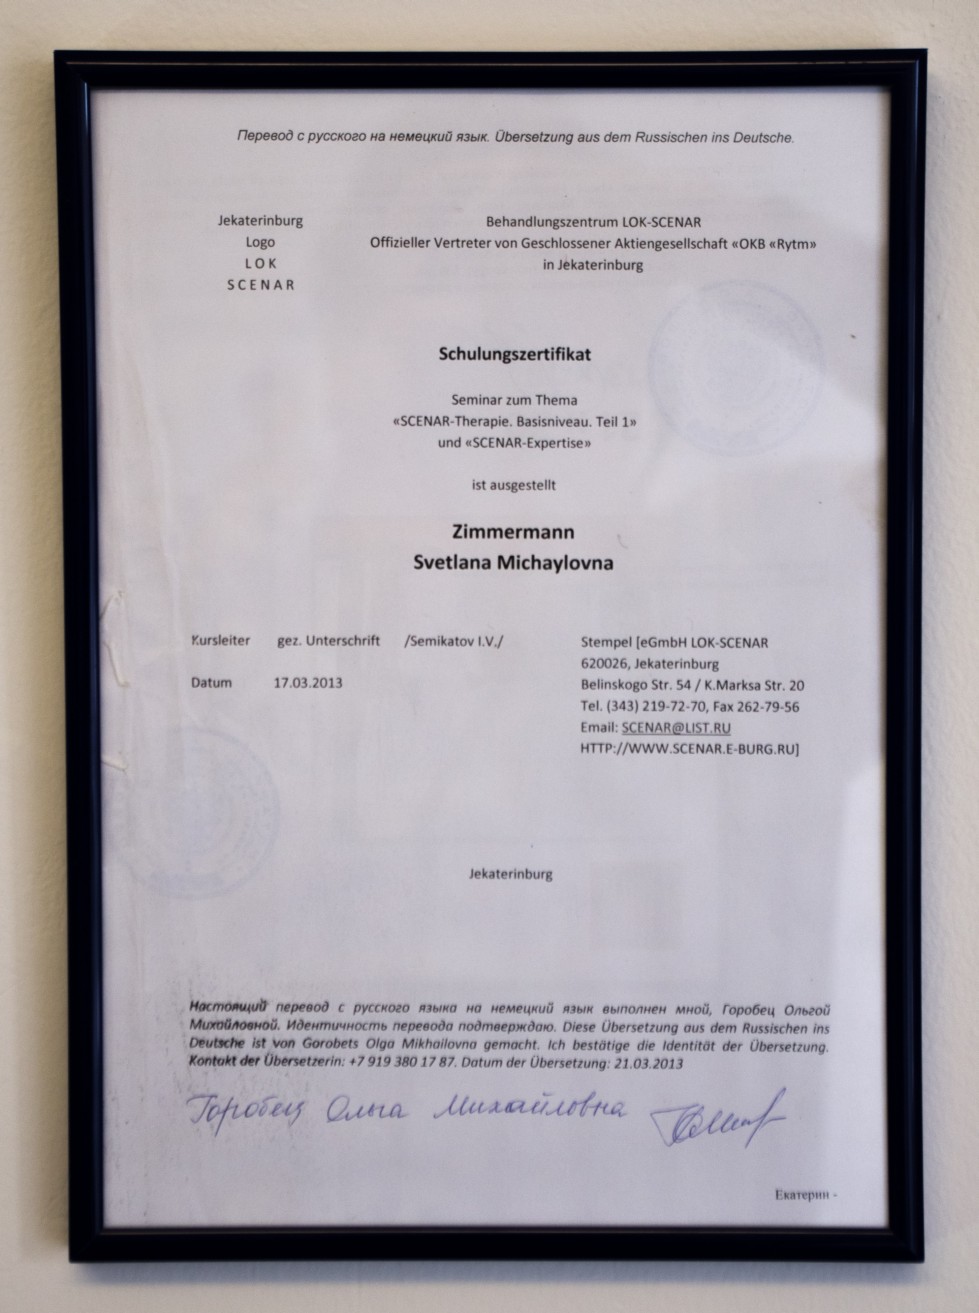 Перевод с русского на немецкий язык. Übersetzung aus dem Russischen ins Deutsche.
Jekaterinburg
Logo
L O K
S C E N A R
Behandlungszentrum LOK-SCENAR
Offizieller Vertreter von Geschlossener Aktiengesellschaft «OKB «Rytm»
in Jekaterinburg
Schulungszertifikat
Seminar zum Thema
«SCENAR-Therapie. Basisniveau. Teil 1»
und «SCENAR-Expertise»
ist ausgestellt
Zimmermann
Svetlana Michaylovna
Kursleiter gez. Unterschrift /Semikatov I.V./
Datum 17.03.2013
Stempel [eGmbH LOK-SCENAR
620026, Jekaterinburg
Belinskogo Str. 54 / K.Marksa Str. 20
Tel. (343) 219-72-70, Fax 262-79-56
Email: SCENAR@LIST.RU
HTTP://WWW.SCENAR.E-BURG.RU]
Jekaterinburg
Настоящий перевод с русского языка на немецкий язык выполнен мной, Горобец Ольгой
Михайловной. Идентичность перевода подтверждаю. Diese Übersetzung aus dem Russischen ins
Deutsche ist von Gorobets Olga Mikhailovna gemacht. Ich bestätige die Identität der Übersetzung.
Kontakt der Übersetzerin: +7 919 380 17 87. Datum der Übersetzung: 21.03.2013
Горобец Ольга Михайловна
Екатерин -